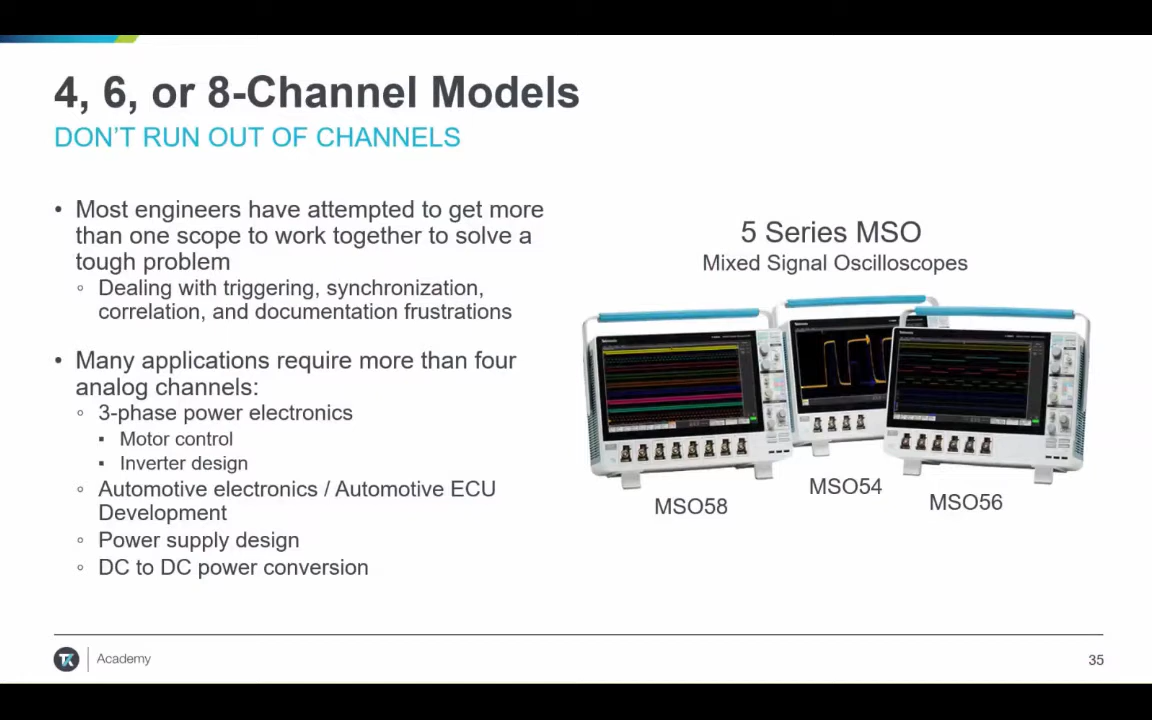 4, 6, or 8-Channel Models
DON'T RUN OUT OF CHANNELS
• Most engineers have attempted to get more
than one scope to work together to solve a
tough problem
◦ Dealing with triggering, synchronization,
correlation, and documentation frustrations
• Many applications require more than four
analog channels:
◦ 3-phase power electronics
▪ Motor control
▪ Inverter design
◦ Automotive electronics / Automotive ECU
Development
◦ Power supply design
◦ DC to DC power conversion
5 Series MSO
Mixed Signal Oscilloscopes
MSO58
MSO54
MSO56
TK
Academy
35